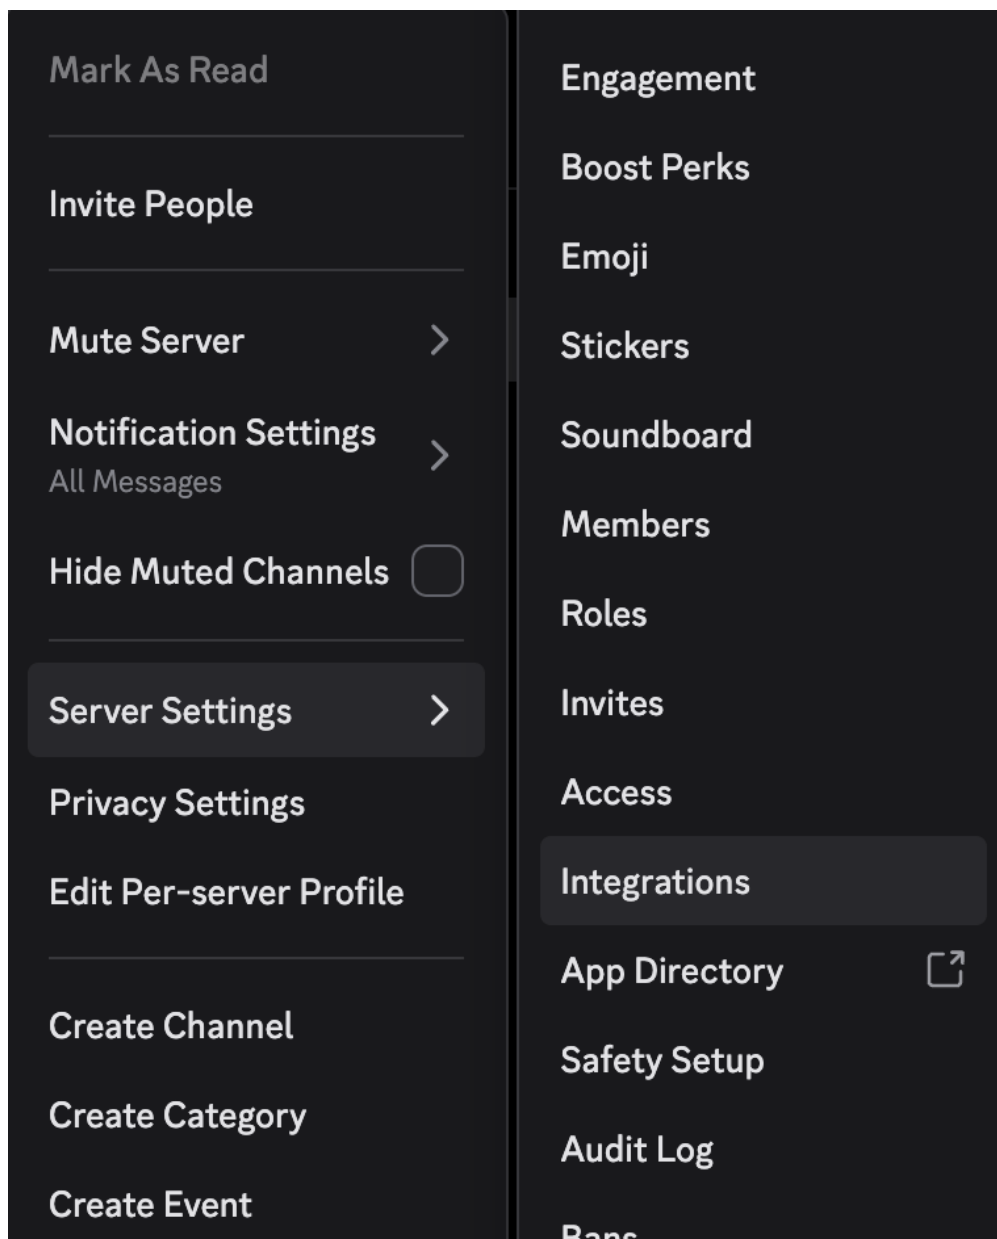 Mark As Read
Invite People
Mute Server
Notification Settings
All Messages
Hide Muted Channels
Server Settings
Privacy Settings
Edit Per-server Profile
Create Channel
Create Category
Create Event
Engagement
Boost Perks
Emoji
Stickers
Soundboard
Members
Roles
Invites
Access
Integrations
App Directory
Safety Setup
Audit Log
Bans